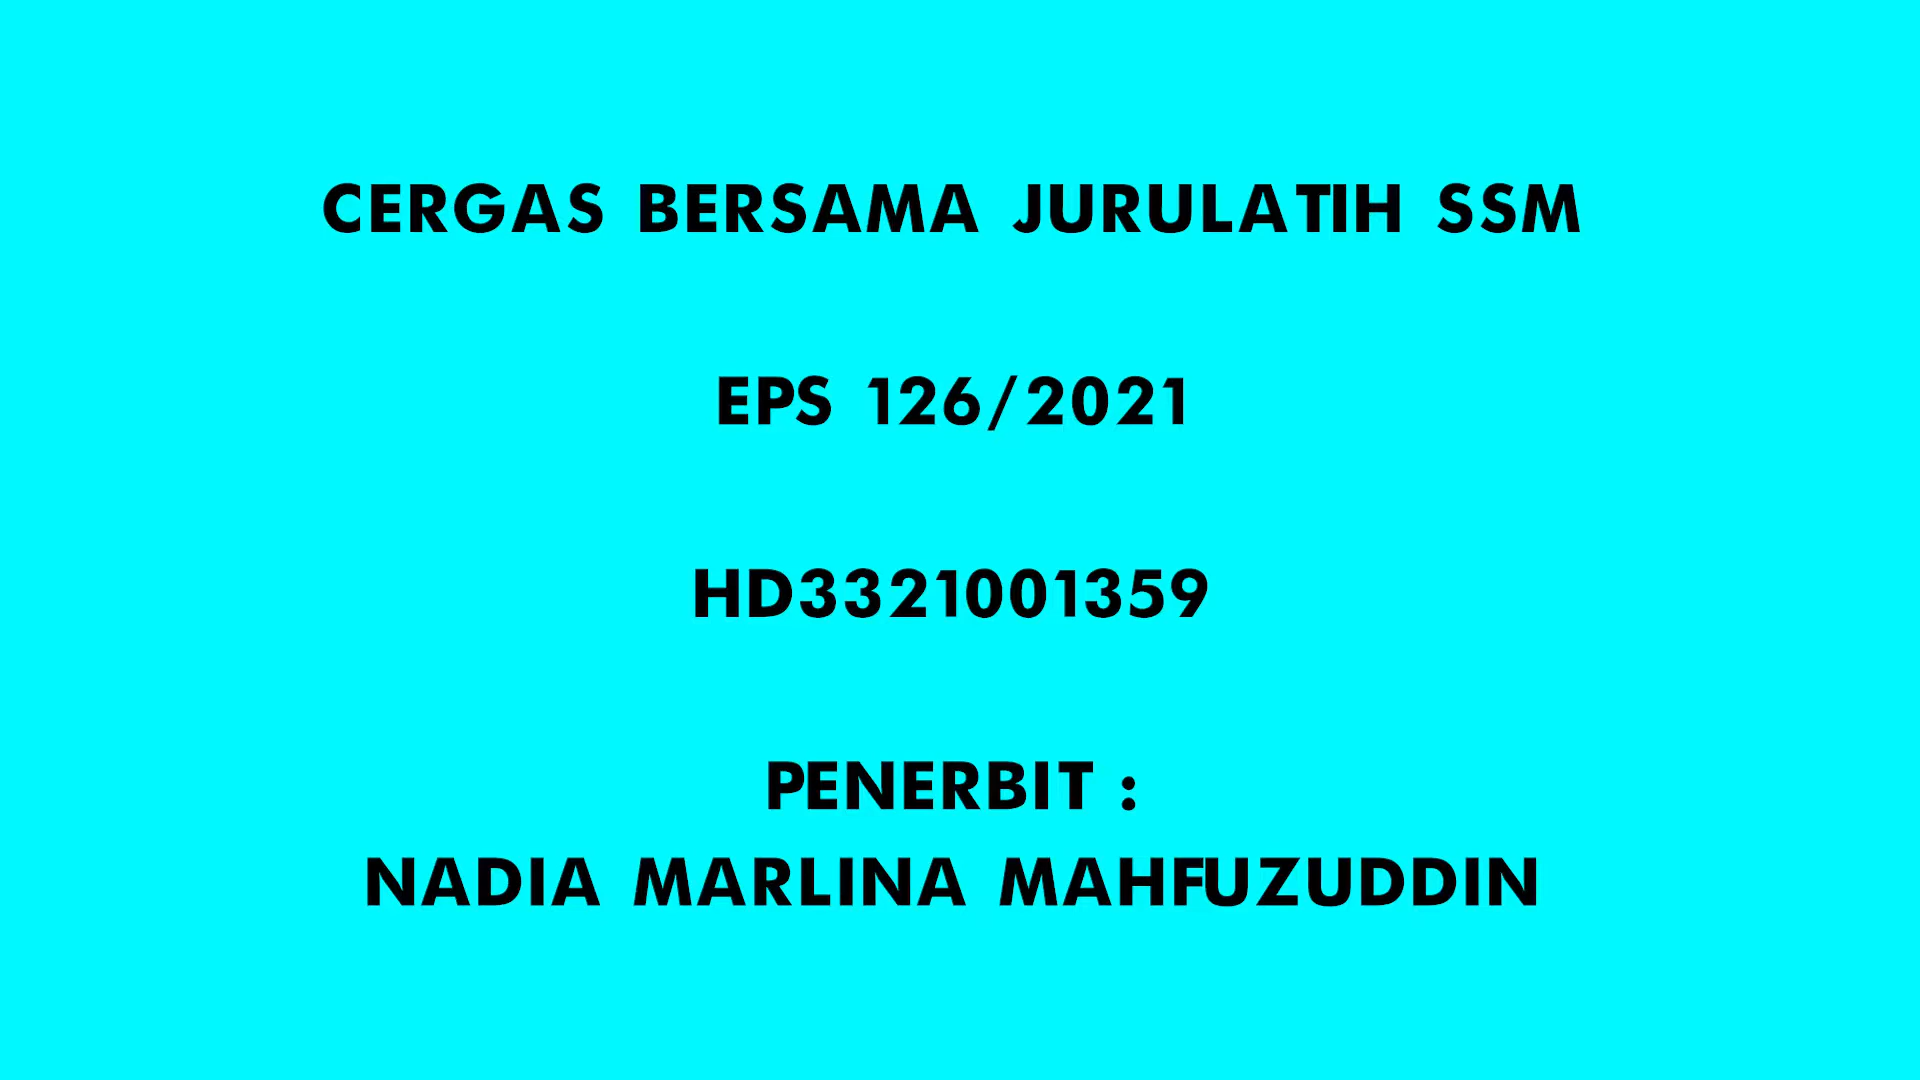 CERGAS BERSAMA JURULATIH SSM
EPS 126/2021
HD3321001359
PENERBIT :
NADIA MARLINA MAHFUZUDDIN